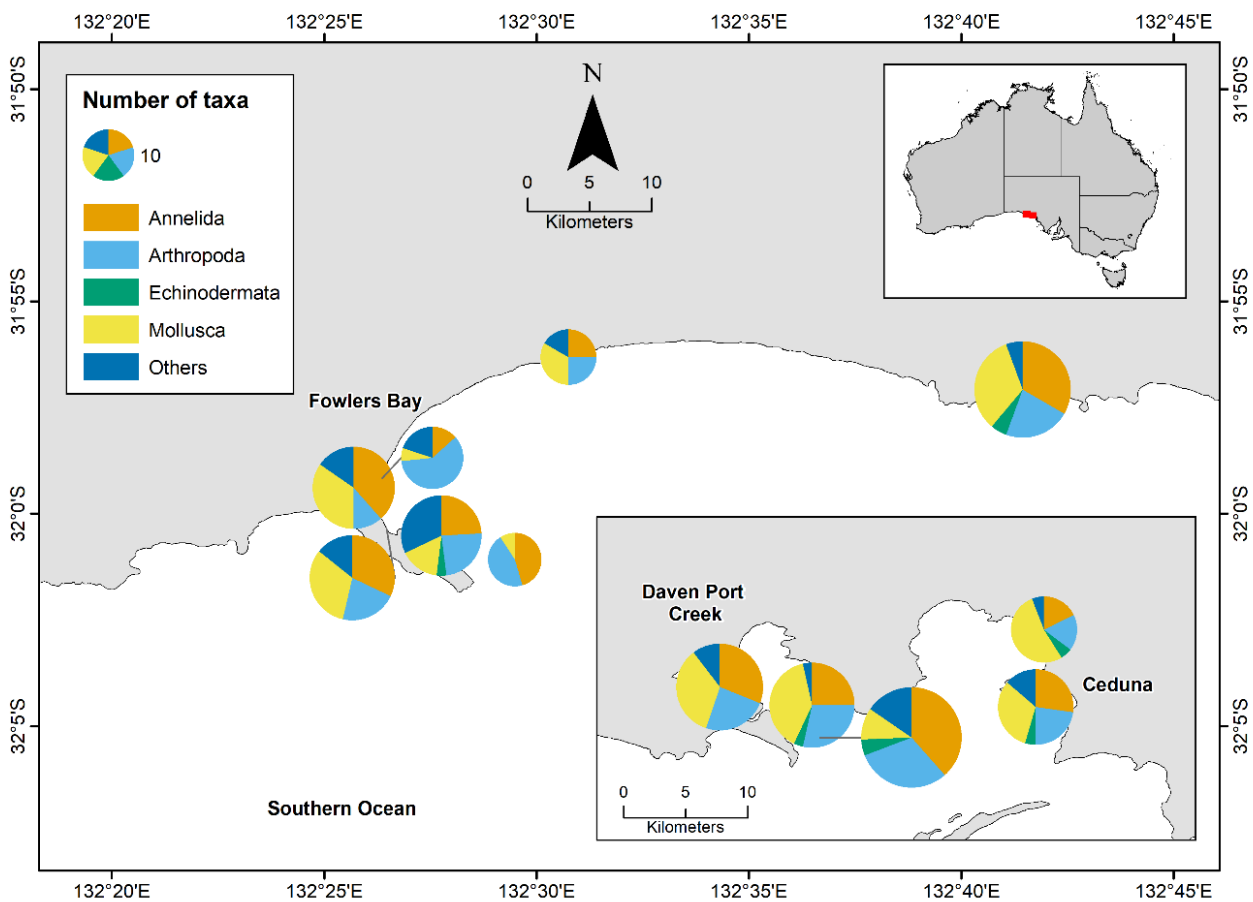 132°20'E 132°25'E 132°30'E 132°35'E 132°40'E 132°45'E
31°50'S 31°50'S
31°55'S 31°55'S
32°0'S 32°0'S
32°5'S 32°5'S
Number of taxa
10
Annelida
Arthropoda
Echinodermata
Mollusca
Others
N
0 5 10
Kilometers
Fowlers Bay
Daven Port
Creek
Ceduna
0 5 10
Kilometers
Southern Ocean
132°20'E 132°25'E 132°30'E 132°35'E 132°40'E 132°45'E